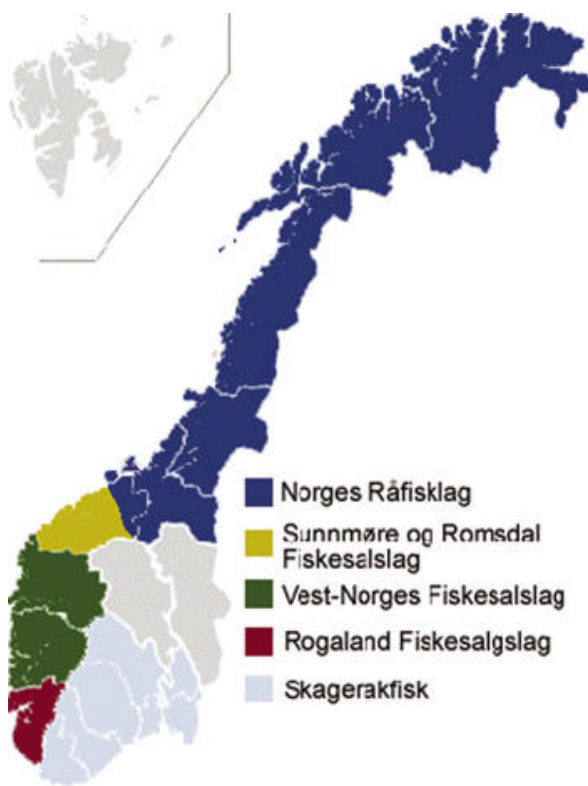 Norges Råfisklag
Sunnmøre og Romsdal
Fiskesalslag
Vest-Norges Fiskesalslag
Rogaland Fiskesalgslag
Skagerakfisk